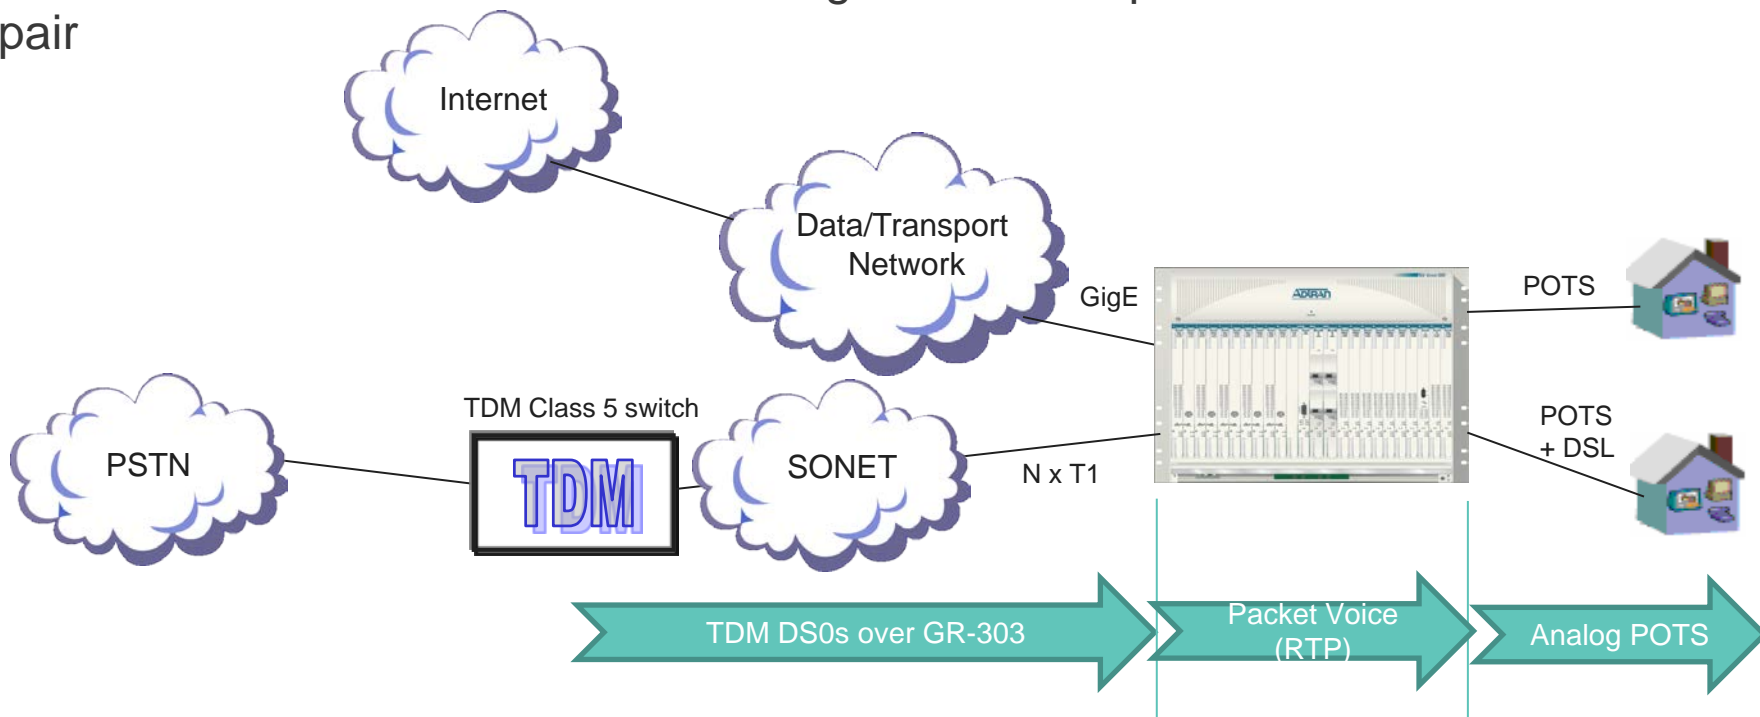 pair
Internet
Data/Transport
Network
GigE
ADTRAN
POTS
TDM Class 5 switch
POTS
+ DSL
PSTN
TDM
SONET
N x T1
TDM DS0s over GR-303
Packet Voice
(RTP)
Analog POTS